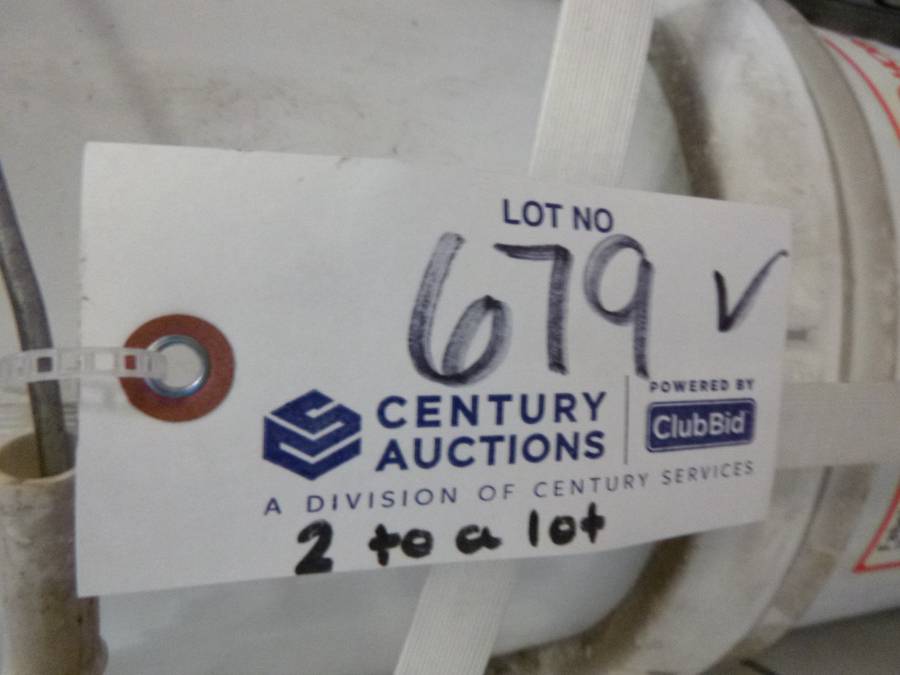 LOT NO
679 ✓
CENTURY
AUCTIONS
POWERED BY
ClubBid
A DIVISION OF CENTURY SERVICES
2 to a lot